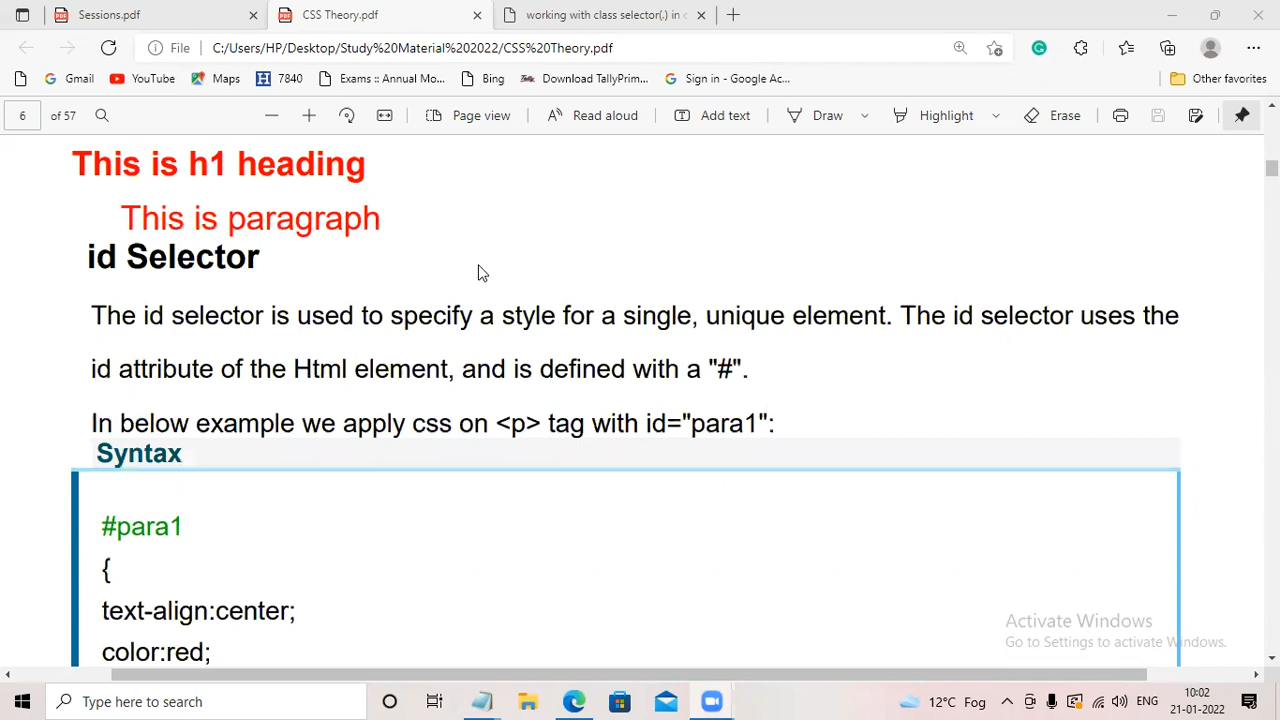 Sessions.pdf
CSS Theory.pdf
working with class selector(.) in c
File
C:/Users/HP/Desktop/Study%20Material%202022/CSS%20Theory.pdf
Gmail
YouTube
Maps
7840
Exams :: Annual Mo...
Bing
Download TallyPrim...
Sign in - Google Ac...
Other favorites
6 of 57
Page view
Read aloud
Add text
Draw
Highlight
Erase
This is h1 heading
This is paragraph
id Selector
The id selector is used to specify a style for a single, unique element. The id selector uses the
id attribute of the Html element, and is defined with a "#".
In below example we apply css on <p> tag with id="para1":
Syntax
#para1
{
text-align:center;
color:red;
Activate Windows
Go to Settings to activate Windows.
Type here to search
12°C Fog
ENG
10:02
21-01-2022